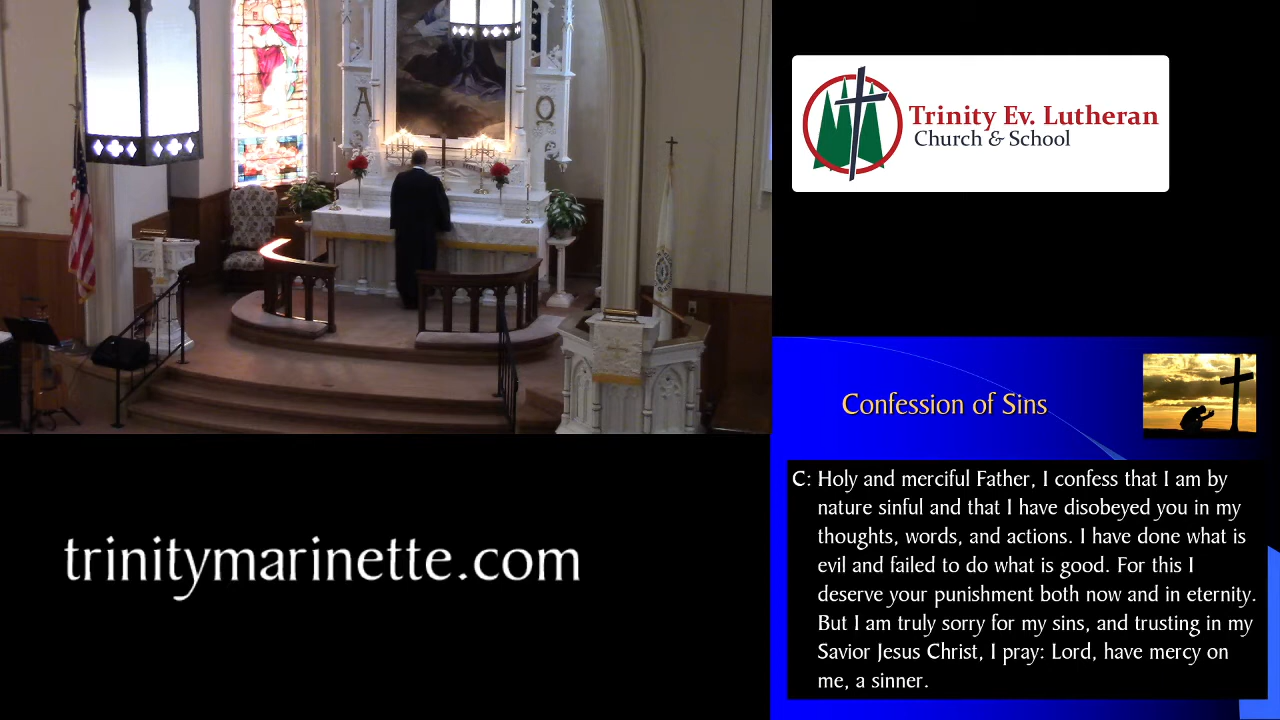 A
Ω
Trinity Ev. Lutheran
Church & School
trinitymarinette.com
Confession of Sins
C: Holy and merciful Father, I confess that I am by
nature sinful and that I have disobeyed you in my
thoughts, words, and actions. I have done what is
evil and failed to do what is good. For this I
deserve your punishment both now and in eternity.
But I am truly sorry for my sins, and trusting in my
Savior Jesus Christ, I pray: Lord, have mercy on
me, a sinner.